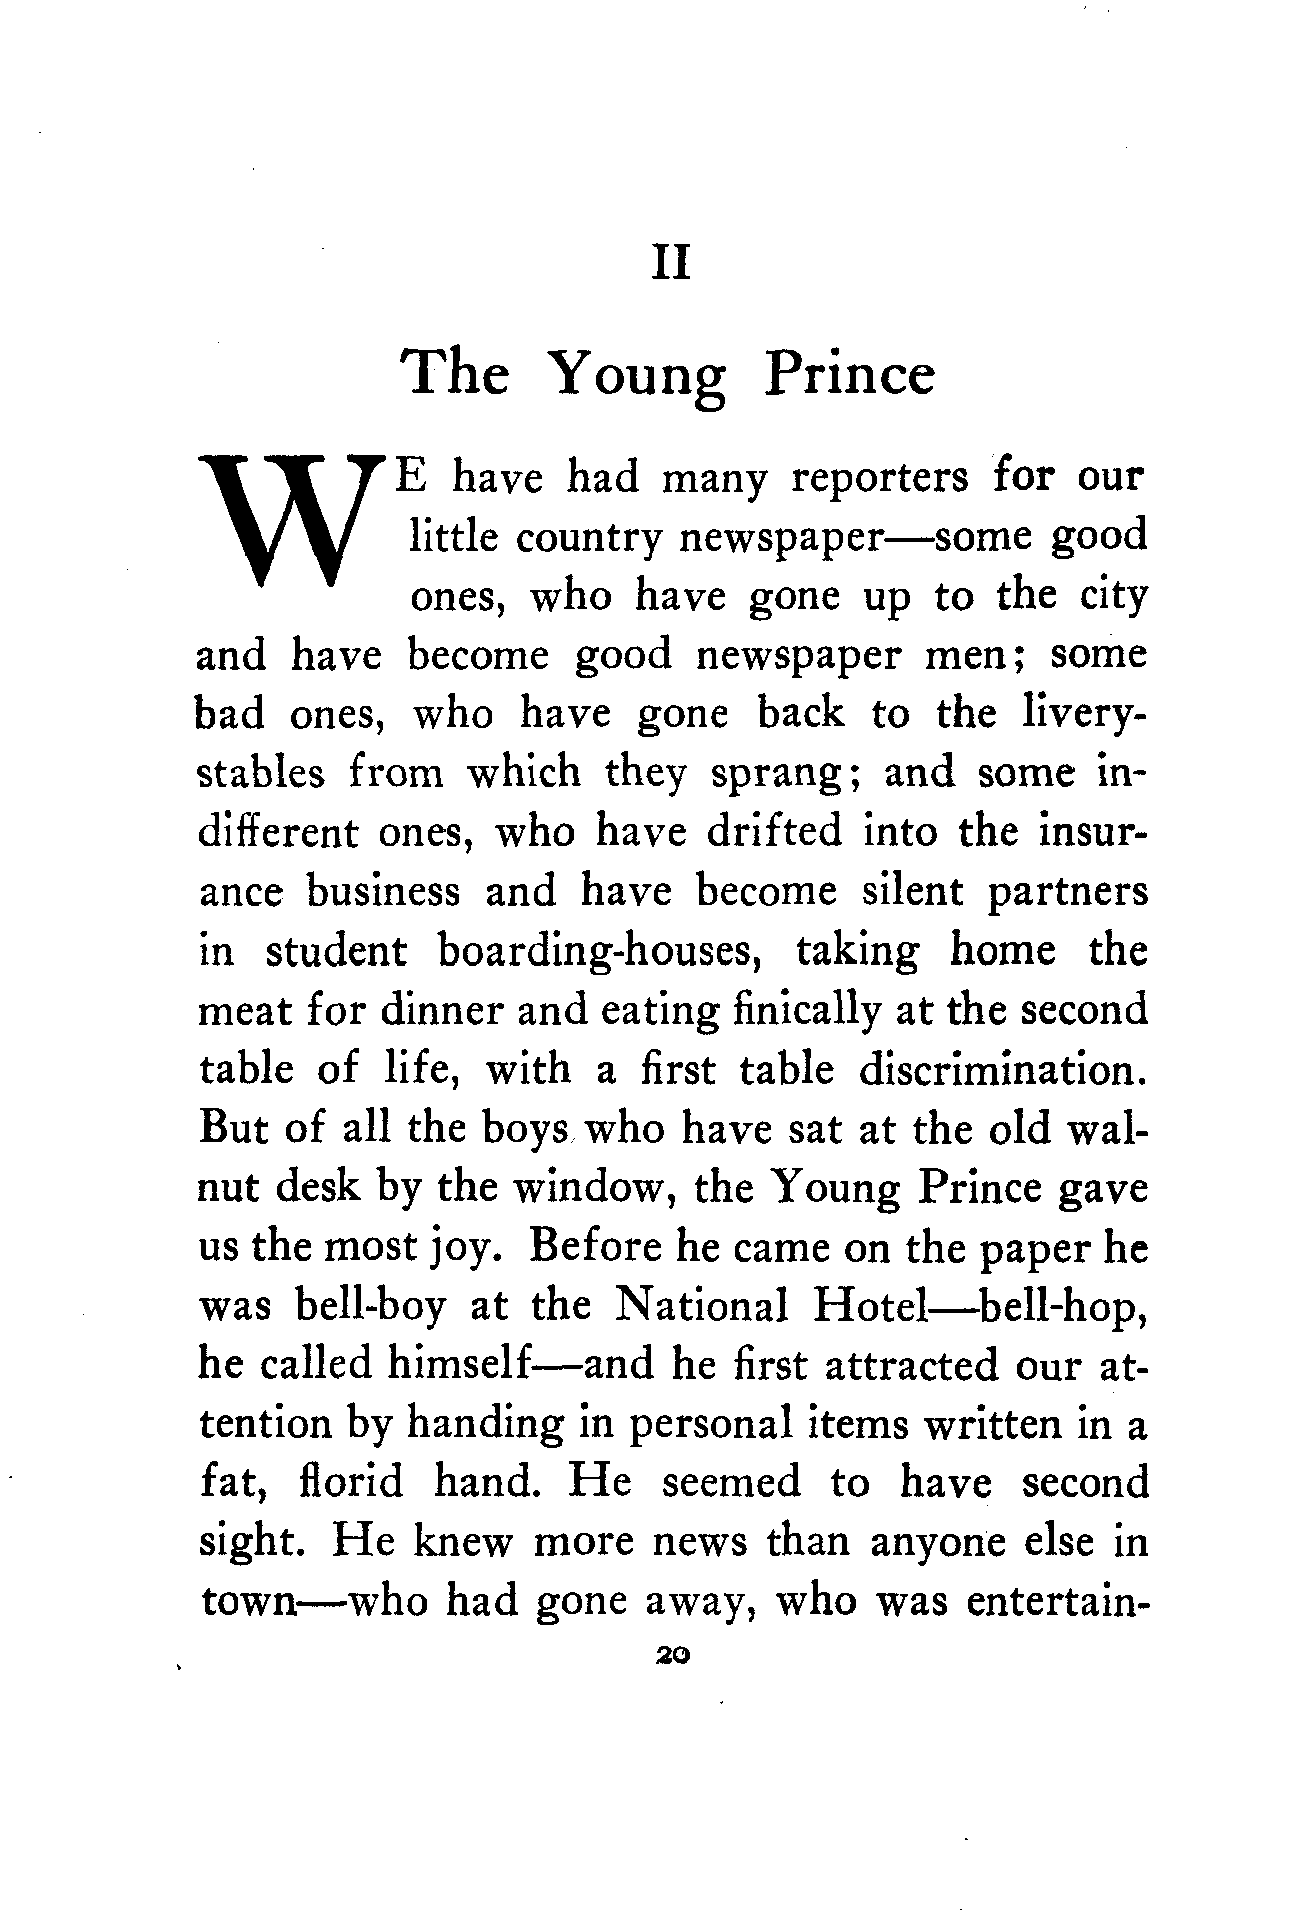 II
The Young Prince
WE have had many reporters for our
little country newspaper—some good
ones, who have gone up to the city
and have become good newspaper men; some
bad ones, who have gone back to the livery-
stables from which they sprang; and some in-
different ones, who have drifted into the insur-
ance business and have become silent partners
in student boarding-houses, taking home the
meat for dinner and eating finically at the second
table of life, with a first table discrimination.
But of all the boys who have sat at the old wal-
nut desk by the window, the Young Prince gave
us the most joy. Before he came on the paper he
was bell-boy at the National Hotel—bell-hop,
he called himself—and he first attracted our at-
tention by handing in personal items written in a
fat, florid hand. He seemed to have second
sight. He knew more news than anyone else in
town—who had gone away, who was entertain-
20